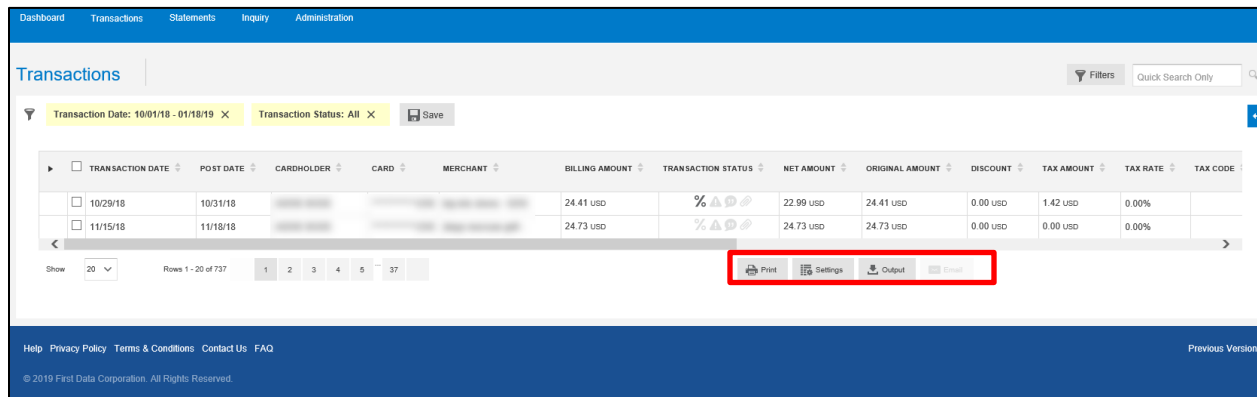 Dashboard Transactions Statements Inquiry Administration
Transactions
Filters Quick Search Only
Transaction Date: 10/01/18 - 01/18/19 X Transaction Status: All X Save
TRANSACTION DATE POST DATE CARDHOLDER CARD MERCHANT BILLING AMOUNT TRANSACTION STATUS NET AMOUNT ORIGINAL AMOUNT DISCOUNT TAX AMOUNT TAX RATE TAX CODE
10/29/18 10/31/18 24.41 USD % 22.99 USD 24.41 USD 0.00 USD 1.42 USD 0.00%
11/15/18 11/18/18 24.73 USD % 24.73 USD 24.73 USD 0.00 USD 0.00 USD 0.00%
Show 20 Rows 1 - 20 of 737 1 2 3 4 5 ... 37 Print Settings Output Email
Help Privacy Policy Terms & Conditions Contact Us FAQ Previous Version
© 2019 First Data Corporation. All Rights Reserved.